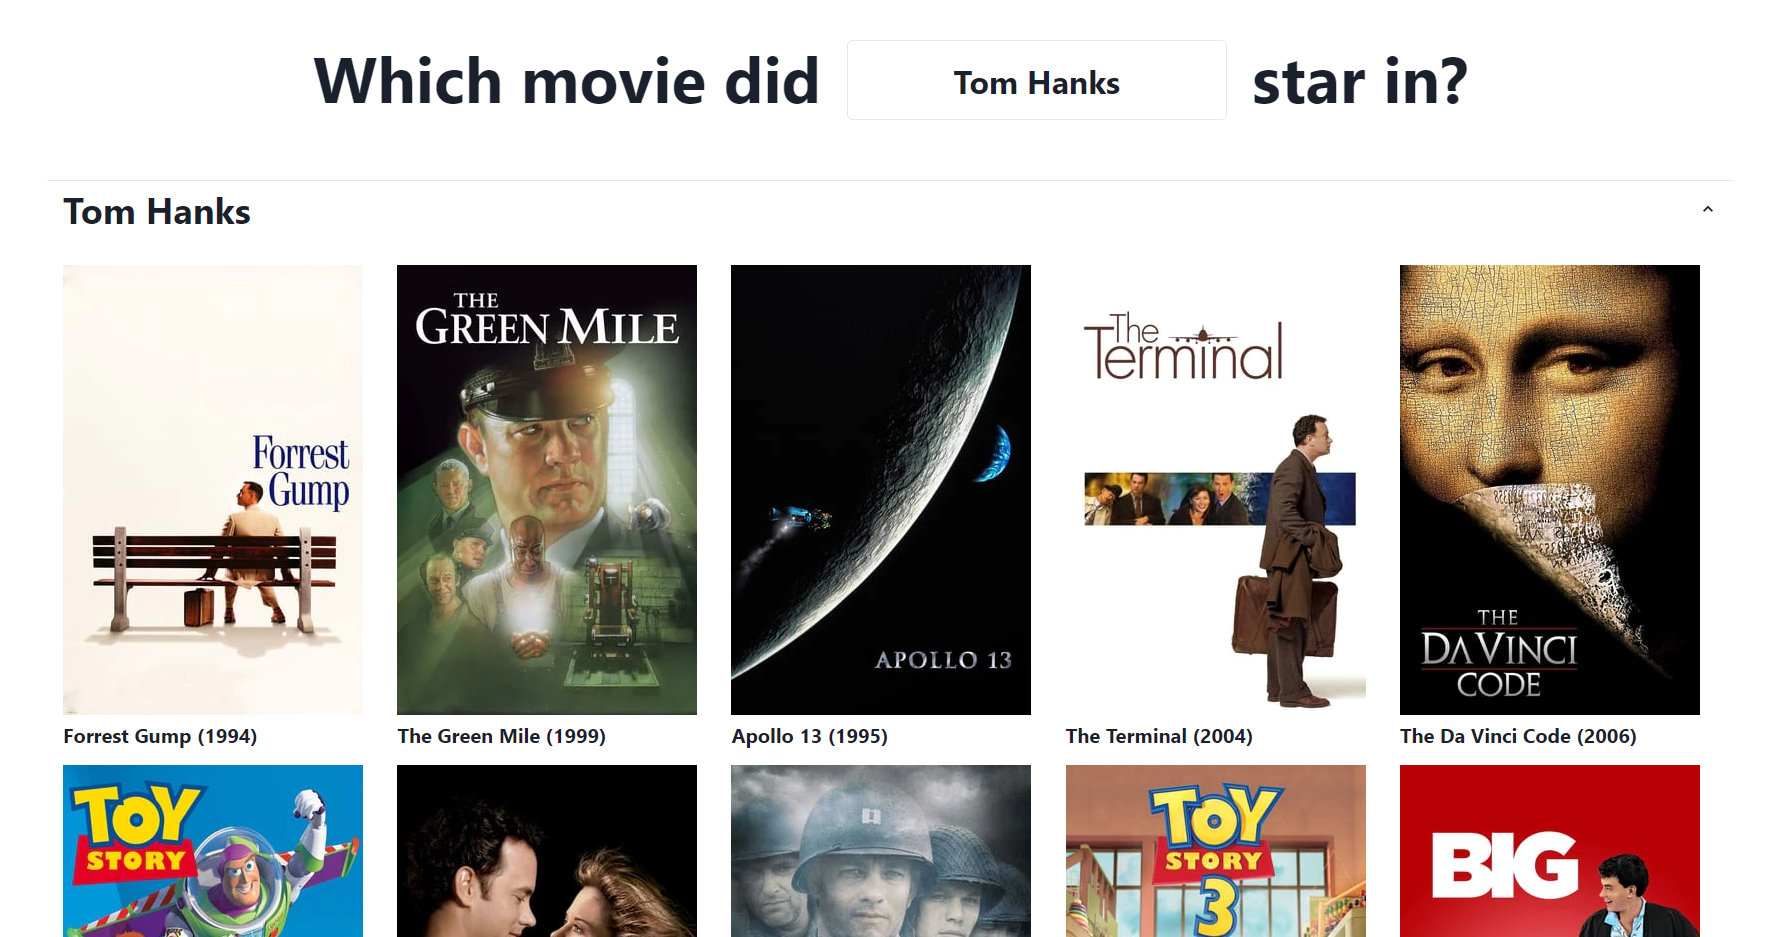 Which movie did Tom Hanks star in?
Tom Hanks
Forrest
Gump
THE
GREEN MILE
APOLLO 13
The
Terminal
THE
DA VINCI
CODE
Forrest Gump (1994)
The Green Mile (1999)
Apollo 13 (1995)
The Terminal (2004)
The Da Vinci Code (2006)
TOY
STORY
TOY
STORY
3
BIG